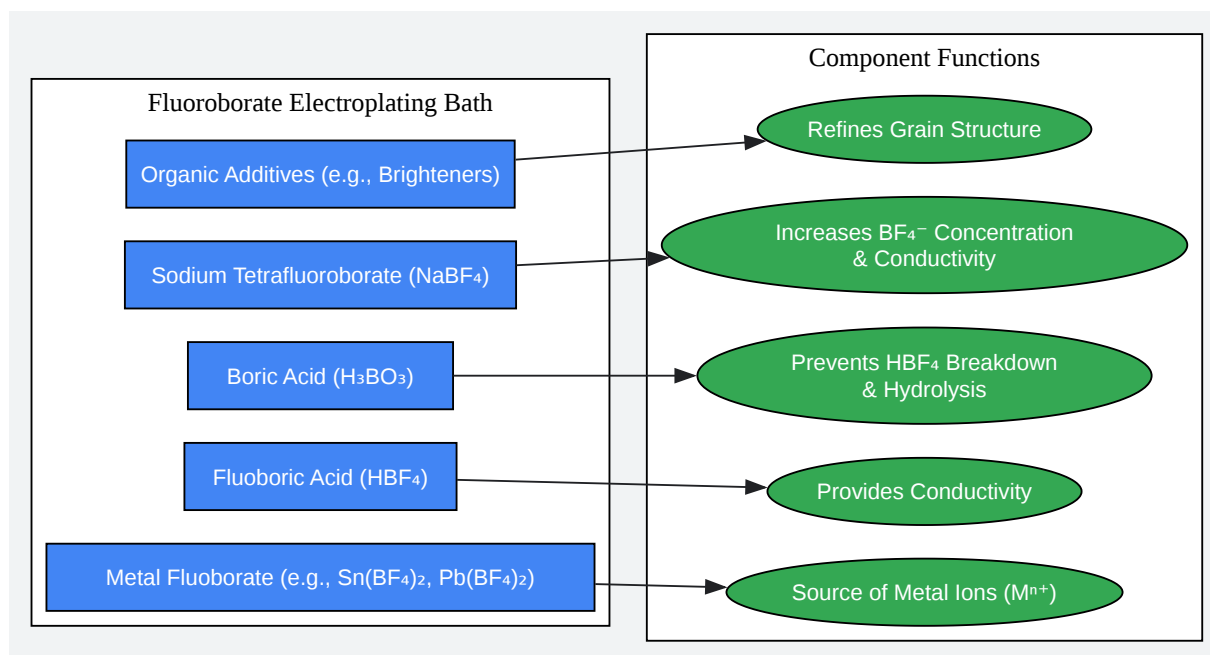 Fluoroborate Electroplating Bath
Organic Additives (e.g., Brighteners)
Sodium Tetrafluoroborate (NaBF₄)
Boric Acid (H₃BO₃)
Fluoboric Acid (HBF₄)
Metal Fluoborate (e.g., Sn(BF₄)₂, Pb(BF₄)₂)
Component Functions
Refines Grain Structure
Increases BF₄⁻ Concentration
& Conductivity
Prevents HBF₄ Breakdown
& Hydrolysis
Provides Conductivity
Source of Metal Ions (Mⁿ⁺)